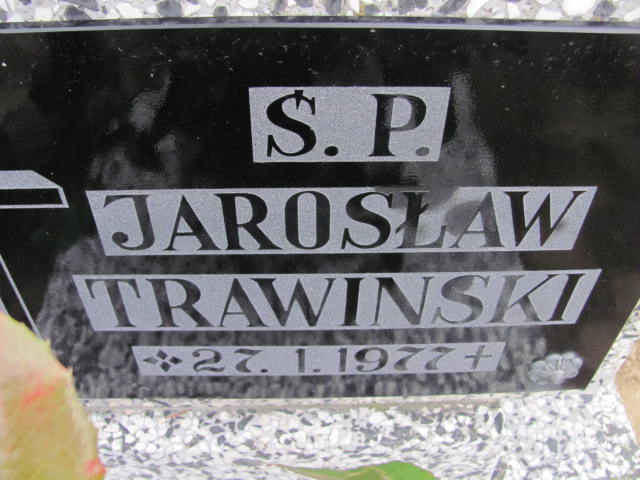 Ś. P.
JAROSŁAW
TRAWINSKI
27. 1. 1977 +